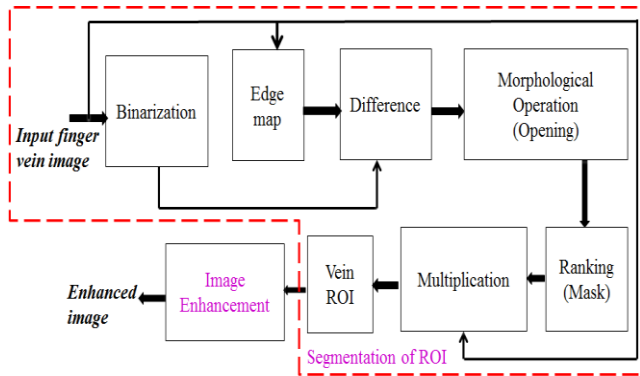 Input finger
vein image
Binarization
Edge
map
Difference
Morphological
Operation
(Opening)
Ranking
(Mask)
Multiplication
Vein
ROI
Image
Enhancement
Enhanced
image
Segmentation of ROI